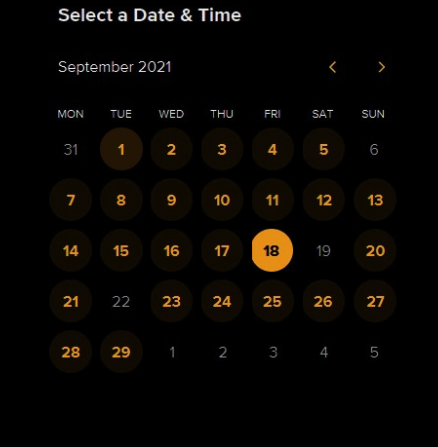 Select a Date & Time
September 2021
MON TUE WED THU FRI SAT SUN
31 1 2 3 4 5 6
7 8 9 10 11 12 13
14 15 16 17 18 19 20
21 22 23 24 25 26 27
28 29 1 2 3 4 5